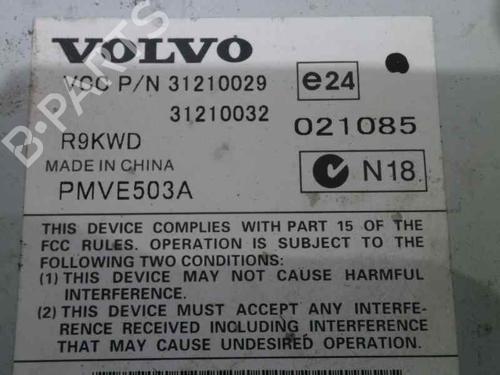 VOLVO
VCC P/N 31210029
31210032
e24
021085
R9KWD
MADE IN CHINA
PMVE503A
N18
THIS DEVICE COMPLIES WITH PART 15 OF THE
FCC RULES. OPERATION IS SUBJECT TO THE
FOLLOWING TWO CONDITIONS:
(1) THIS DEVICE MAY NOT CAUSE HARMFUL
INTERFERENCE.
(2) THIS DEVICE MUST ACCEPT ANY INTERFE-
RENCE RECEIVED INCLUDING INTERFERENCE
THAT MAY CAUSE UNDESIRED OPERATION.
B-PARTS